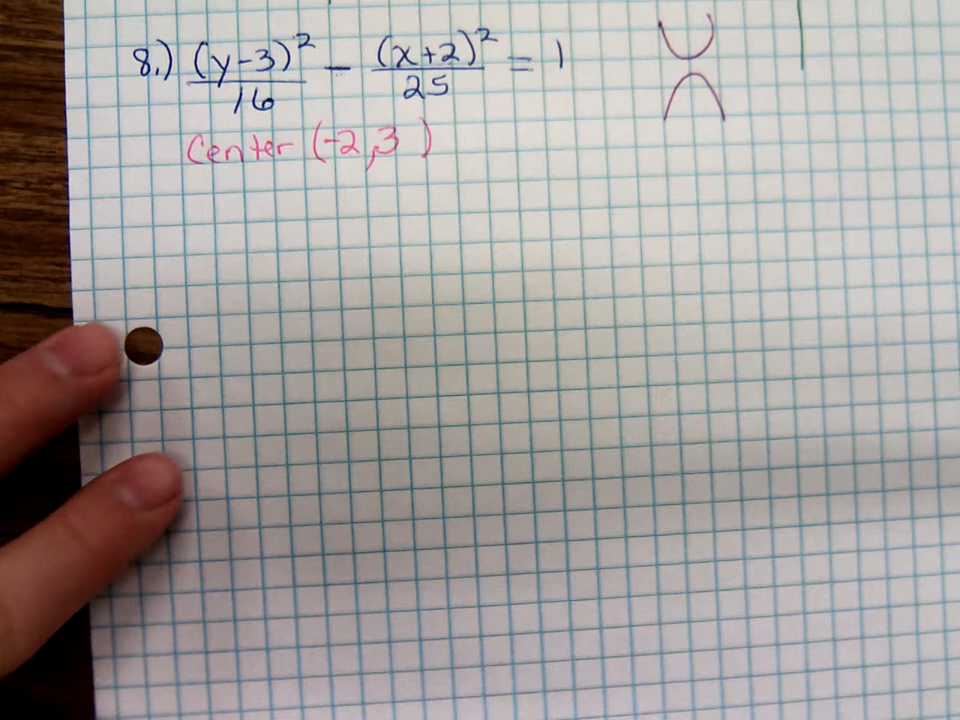 8.) (y-3)²/16 - (x+2)²/25 = 1
Center (-2,3 )